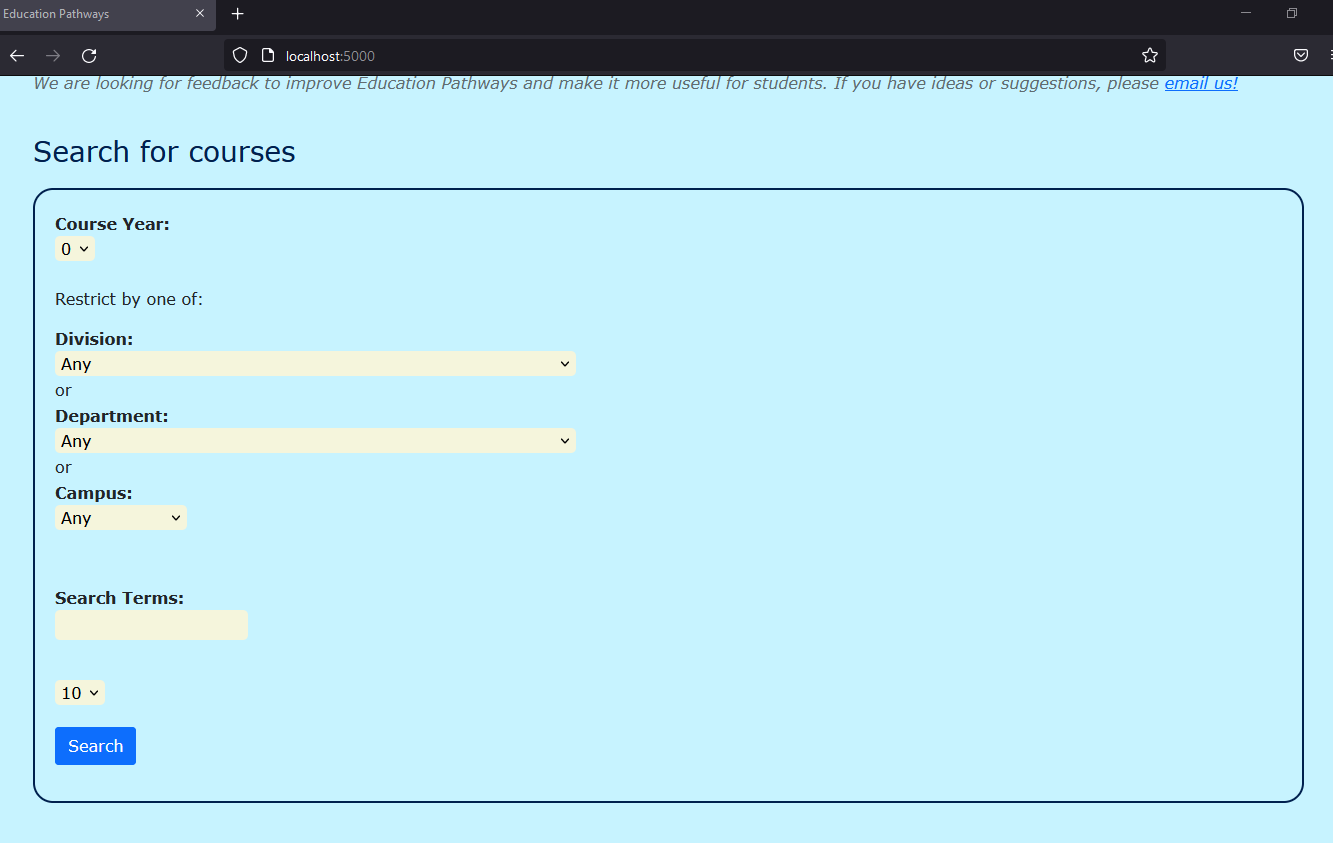 Education Pathways
localhost:5000
We are looking for feedback to improve Education Pathways and make it more useful for students. If you have ideas or suggestions, please email us!
Search for courses
Course Year:
0
Restrict by one of:
Division:
Any
or
Department:
Any
or
Campus:
Any
Search Terms:
10
Search